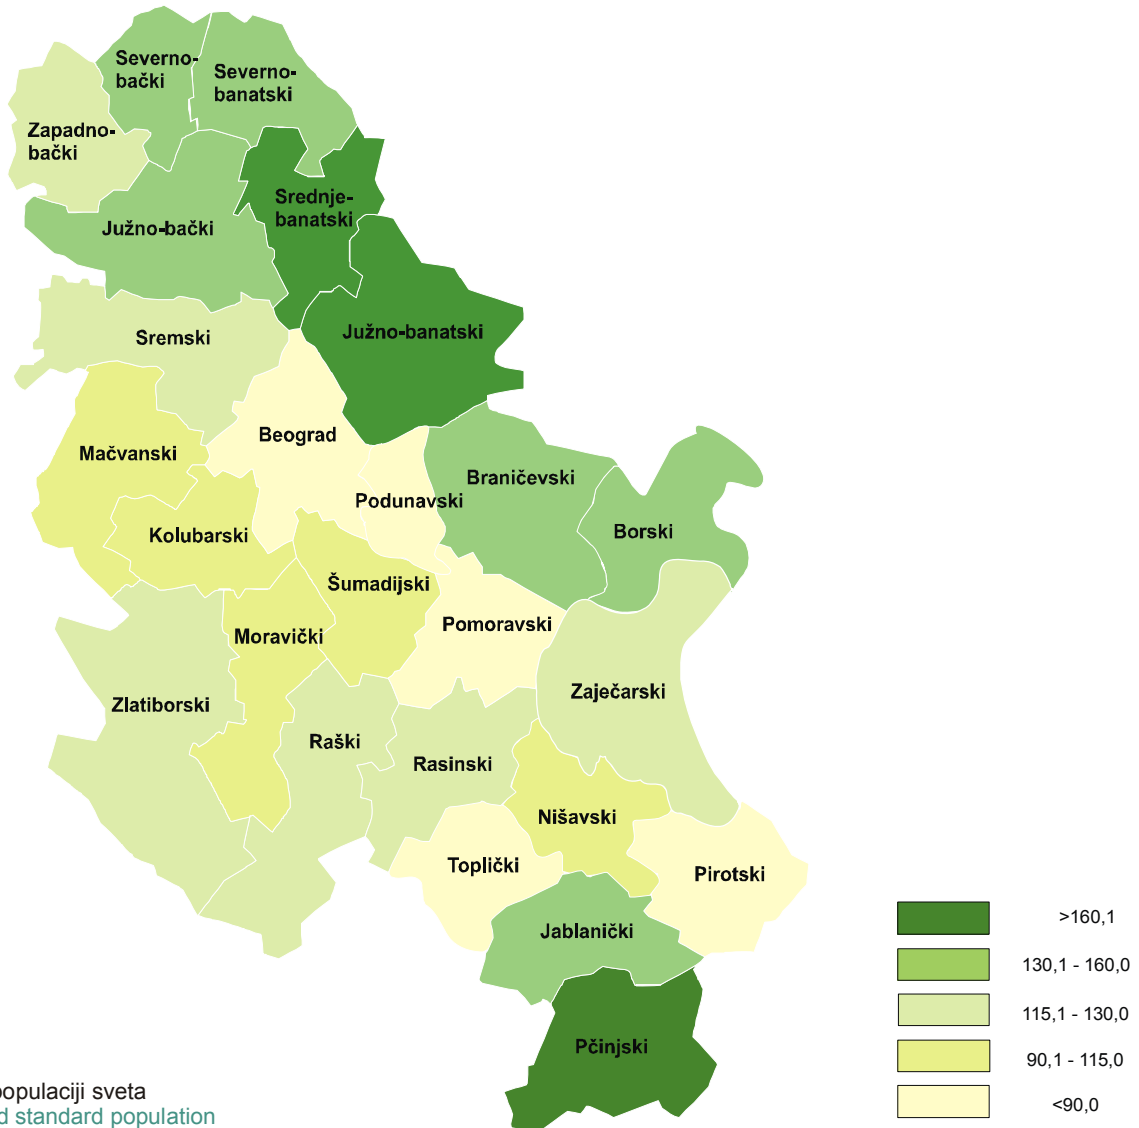 Severno-
bački
Severno-
banatski
Zapadno-
bački
Srednje-
banatski
Južno-bački
Južno-banatski
Sremski
Beograd
Mačvanski
Braničevski
Podunavski
Borski
Kolubarski
Šumadijski
Pomoravski
Moravički
Zaječarski
Zlatiborski
Raški
Rasinski
Nišavski
Toplički
Pirotski
Jablanički
Pčinjski
>160,1
130,1 - 160,0
115,1 - 130,0
90,1 - 115,0
<90,0
populaciji sveta
d standard population